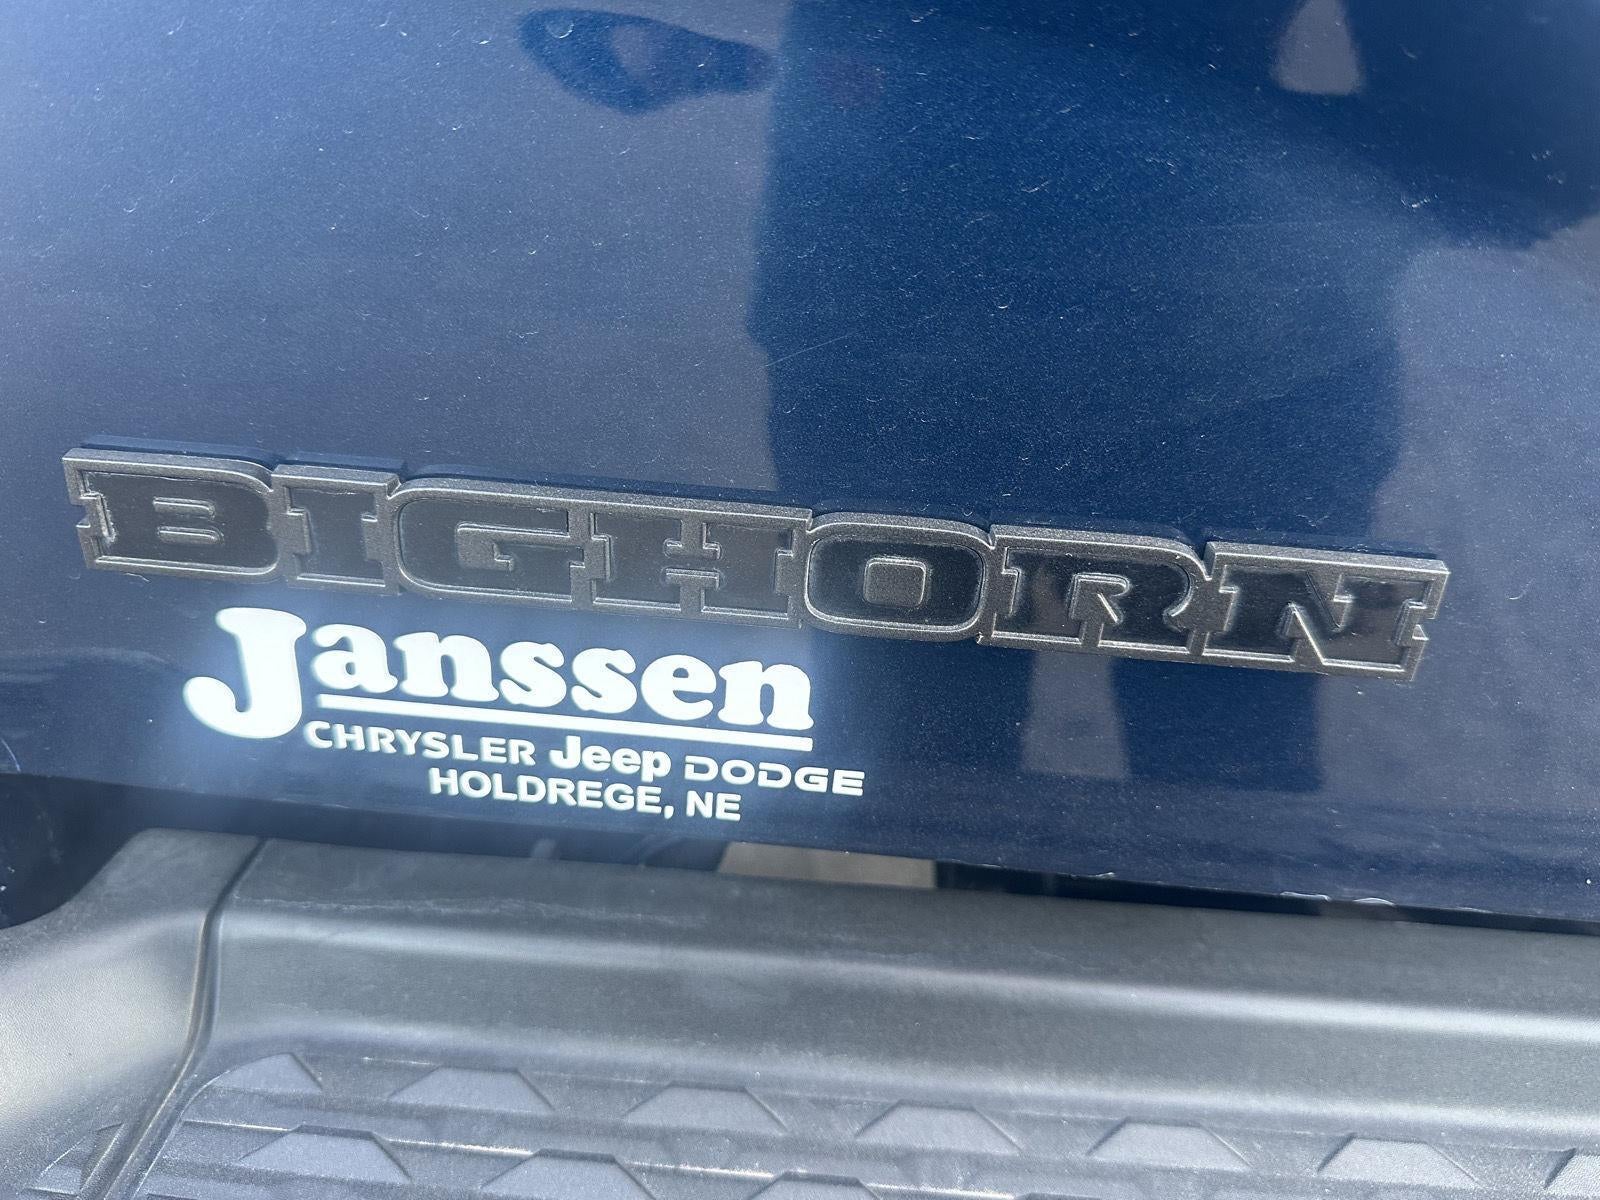 BIGHORN
Janssen
CHRYSLER Jeep DODGE
HOLDREGE, NE